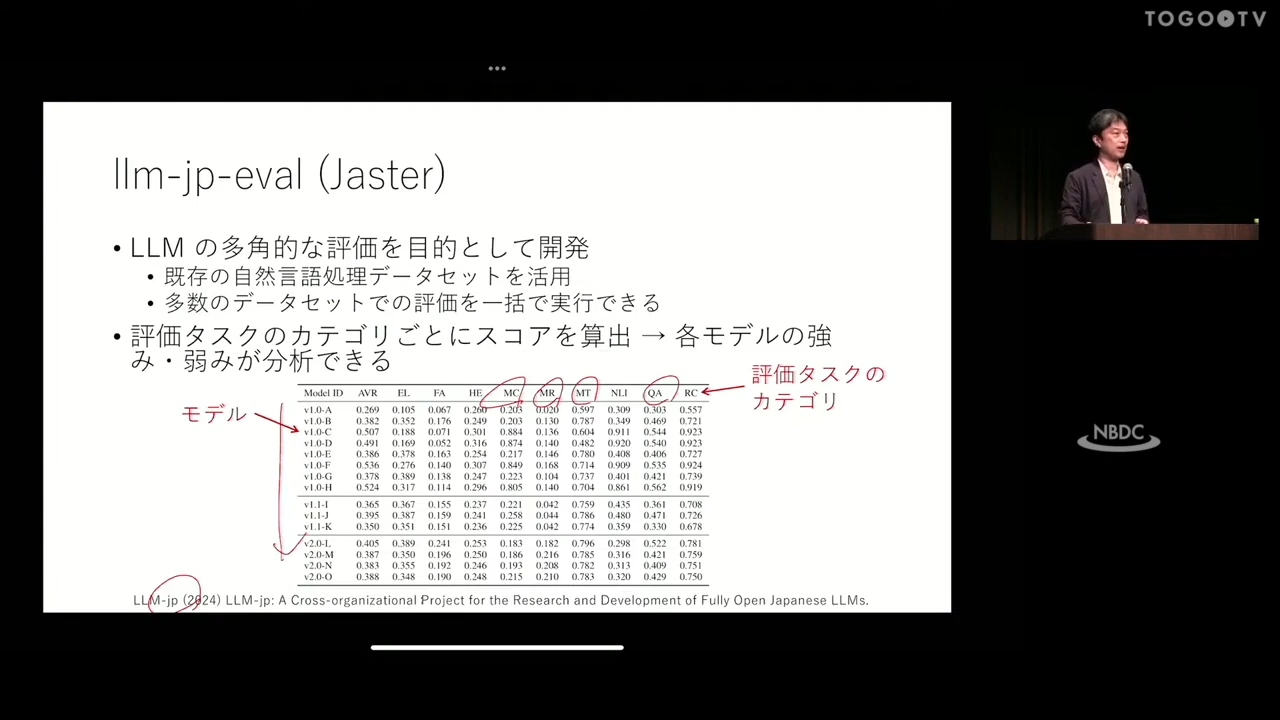 TOGOTV
llm-jp-eval (Jaster)
• LLM の多角的な評価を目的として開発
• 既存の自然言語処理データセットを活用
• 多数のデータセットでの評価を一括で実行できる
• 評価タスクのカテゴリごとにスコアを算出 → 各モデルの強
み・弱みが分析できる
評価タスクの
カテゴリ
モデル
Model ID AVR EL FA HE MC MR MT NLI QA RC
v1.0-A 0.269 0.105 0.067 0.260 0.203 0.020 0.597 0.309 0.303 0.557
v1.0-B 0.382 0.352 0.176 0.249 0.203 0.130 0.787 0.349 0.469 0.721
v1.0-C 0.507 0.188 0.071 0.301 0.884 0.136 0.604 0.911 0.544 0.923
v1.0-D 0.491 0.169 0.052 0.316 0.874 0.140 0.482 0.920 0.540 0.923
v1.0-E 0.386 0.378 0.163 0.254 0.217 0.146 0.780 0.408 0.406 0.727
v1.0-F 0.536 0.276 0.140 0.307 0.849 0.168 0.714 0.909 0.535 0.924
v1.0-G 0.378 0.389 0.138 0.247 0.223 0.104 0.737 0.401 0.421 0.739
v1.0-H 0.524 0.317 0.114 0.296 0.805 0.140 0.704 0.861 0.562 0.919
v1.1-I 0.365 0.367 0.155 0.237 0.221 0.042 0.759 0.435 0.361 0.708
v1.1-J 0.395 0.387 0.159 0.241 0.258 0.044 0.786 0.480 0.471 0.726
v1.1-K 0.350 0.351 0.151 0.236 0.225 0.042 0.774 0.359 0.330 0.678
v2.0-L 0.405 0.389 0.241 0.253 0.183 0.182 0.796 0.298 0.522 0.781
v2.0-M 0.387 0.350 0.196 0.250 0.186 0.216 0.785 0.316 0.421 0.759
v2.0-N 0.383 0.355 0.192 0.246 0.193 0.208 0.782 0.313 0.409 0.751
v2.0-O 0.388 0.348 0.190 0.248 0.215 0.210 0.783 0.320 0.429 0.750
LLM-jp (2024) LLM-jp: A Cross-organizational Project for the Research and Development of Fully Open Japanese LLMs.
NBDC